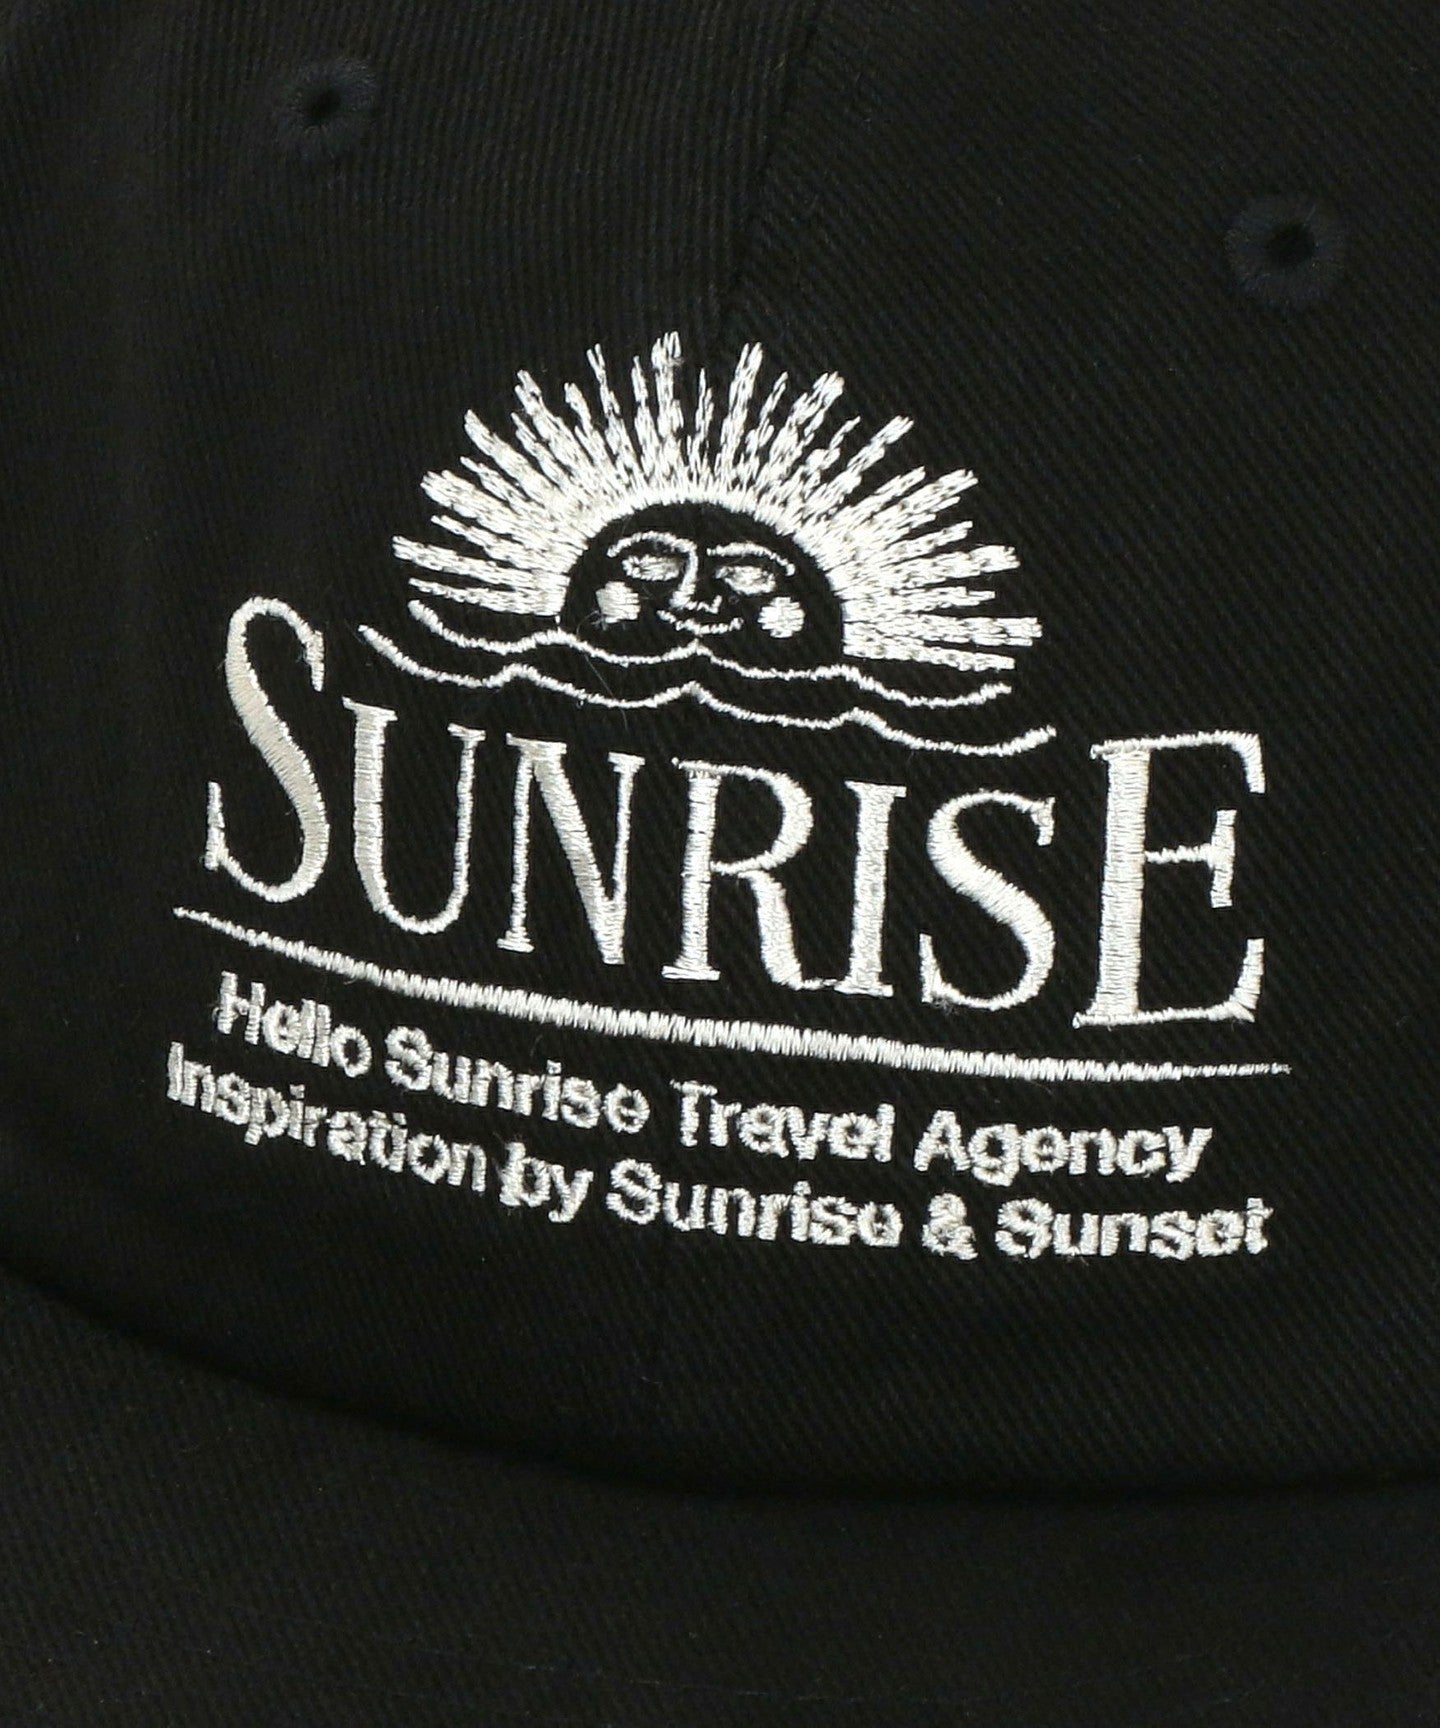 SUNRISE
Hello Sunrise Travel Agency
Inspiration by Sunrise & Sunset